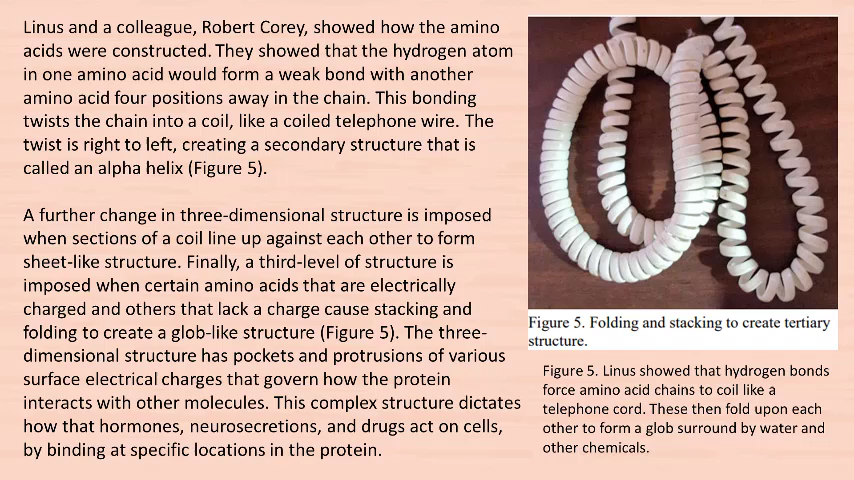 Linus and a colleague, Robert Corey, showed how the amino
acids were constructed. They showed that the hydrogen atom
in one amino acid would form a weak bond with another
amino acid four positions away in the chain. This bonding
twists the chain into a coil, like a coiled telephone wire. The
twist is right to left, creating a secondary structure that is
called an alpha helix (Figure 5).
A further change in three-dimensional structure is imposed
when sections of a coil line up against each other to form
sheet-like structure. Finally, a third-level of structure is
imposed when certain amino acids that are electrically
charged and others that lack a charge cause stacking and
folding to create a glob-like structure (Figure 5). The three-
dimensional structure has pockets and protrusions of various
surface electrical charges that govern how the protein
interacts with other molecules. This complex structure dictates
how that hormones, neurosecretions, and drugs act on cells,
by binding at specific locations in the protein.
Figure 5. Folding and stacking to create tertiary
structure.
Figure 5. Linus showed that hydrogen bonds
force amino acid chains to coil like a
telephone cord. These then fold upon each
other to form a glob surround by water and
other chemicals.